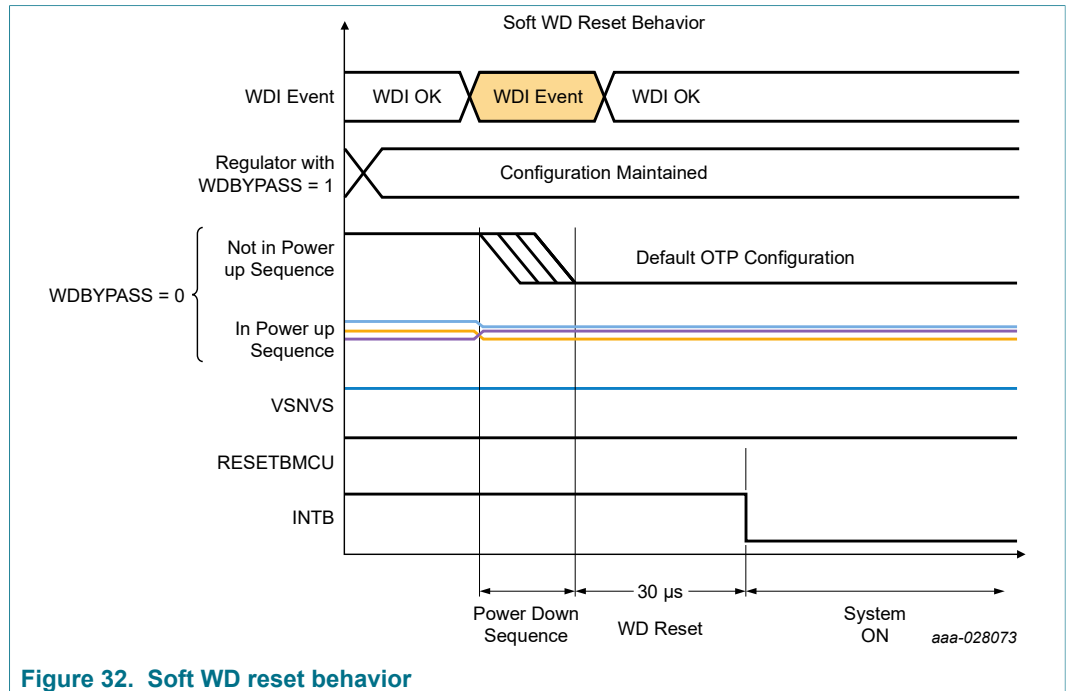 Soft WD Reset Behavior
WDI Event
WDI OK
WDI Event
WDI OK
Regulator with
WDBYPASS = 1
Configuration Maintained
WDBYPASS = 0
Not in Power
up Sequence
Default OTP Configuration
In Power up
Sequence
VSNVS
RESETBMCU
INTB
Power Down
Sequence
30 µs
WD Reset
System
ON
aaa-028073
Figure 32. Soft WD reset behavior